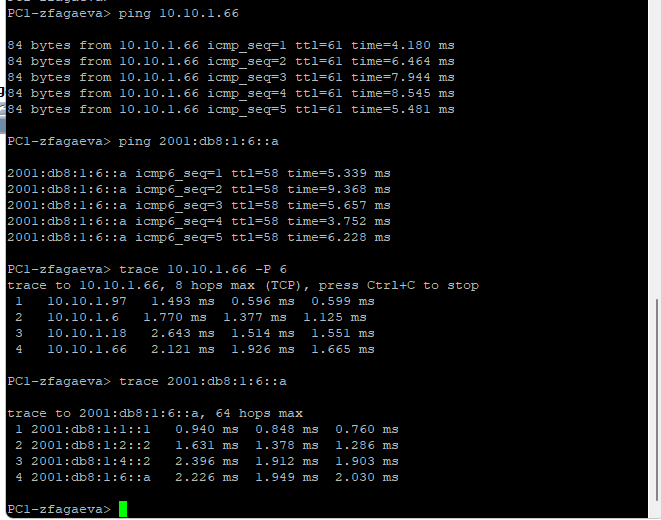 PC1-zfagaeva> ping 10.10.1.66
84 bytes from 10.10.1.66 icmp_seq=1 ttl=61 time=4.180 ms
84 bytes from 10.10.1.66 icmp_seq=2 ttl=61 time=6.464 ms
84 bytes from 10.10.1.66 icmp_seq=3 ttl=61 time=7.944 ms
84 bytes from 10.10.1.66 icmp_seq=4 ttl=61 time=8.545 ms
84 bytes from 10.10.1.66 icmp_seq=5 ttl=61 time=5.481 ms
PC1-zfagaeva> ping 2001:db8:1:6::a
2001:db8:1:6::a icmp6_seq=1 ttl=58 time=5.339 ms
2001:db8:1:6::a icmp6_seq=2 ttl=58 time=9.368 ms
2001:db8:1:6::a icmp6_seq=3 ttl=58 time=5.657 ms
2001:db8:1:6::a icmp6_seq=4 ttl=58 time=3.752 ms
2001:db8:1:6::a icmp6_seq=5 ttl=58 time=6.228 ms
PC1-zfagaeva> trace 10.10.1.66 -P 6
trace to 10.10.1.66, 8 hops max (TCP), press Ctrl+C to stop
1 10.10.1.97 1.493 ms 0.596 ms 0.599 ms
2 10.10.1.6 1.770 ms 1.377 ms 1.125 ms
3 10.10.1.18 2.643 ms 1.514 ms 1.551 ms
4 10.10.1.66 2.121 ms 1.926 ms 1.665 ms
PC1-zfagaeva> trace 2001:db8:1:6::a
trace to 2001:db8:1:6::a, 64 hops max
1 2001:db8:1:1::1 0.940 ms 0.848 ms 0.760 ms
2 2001:db8:1:2::2 1.631 ms 1.378 ms 1.286 ms
3 2001:db8:1:4::2 2.396 ms 1.912 ms 1.903 ms
4 2001:db8:1:6::a 2.226 ms 1.949 ms 2.030 ms
PC1-zfagaeva>